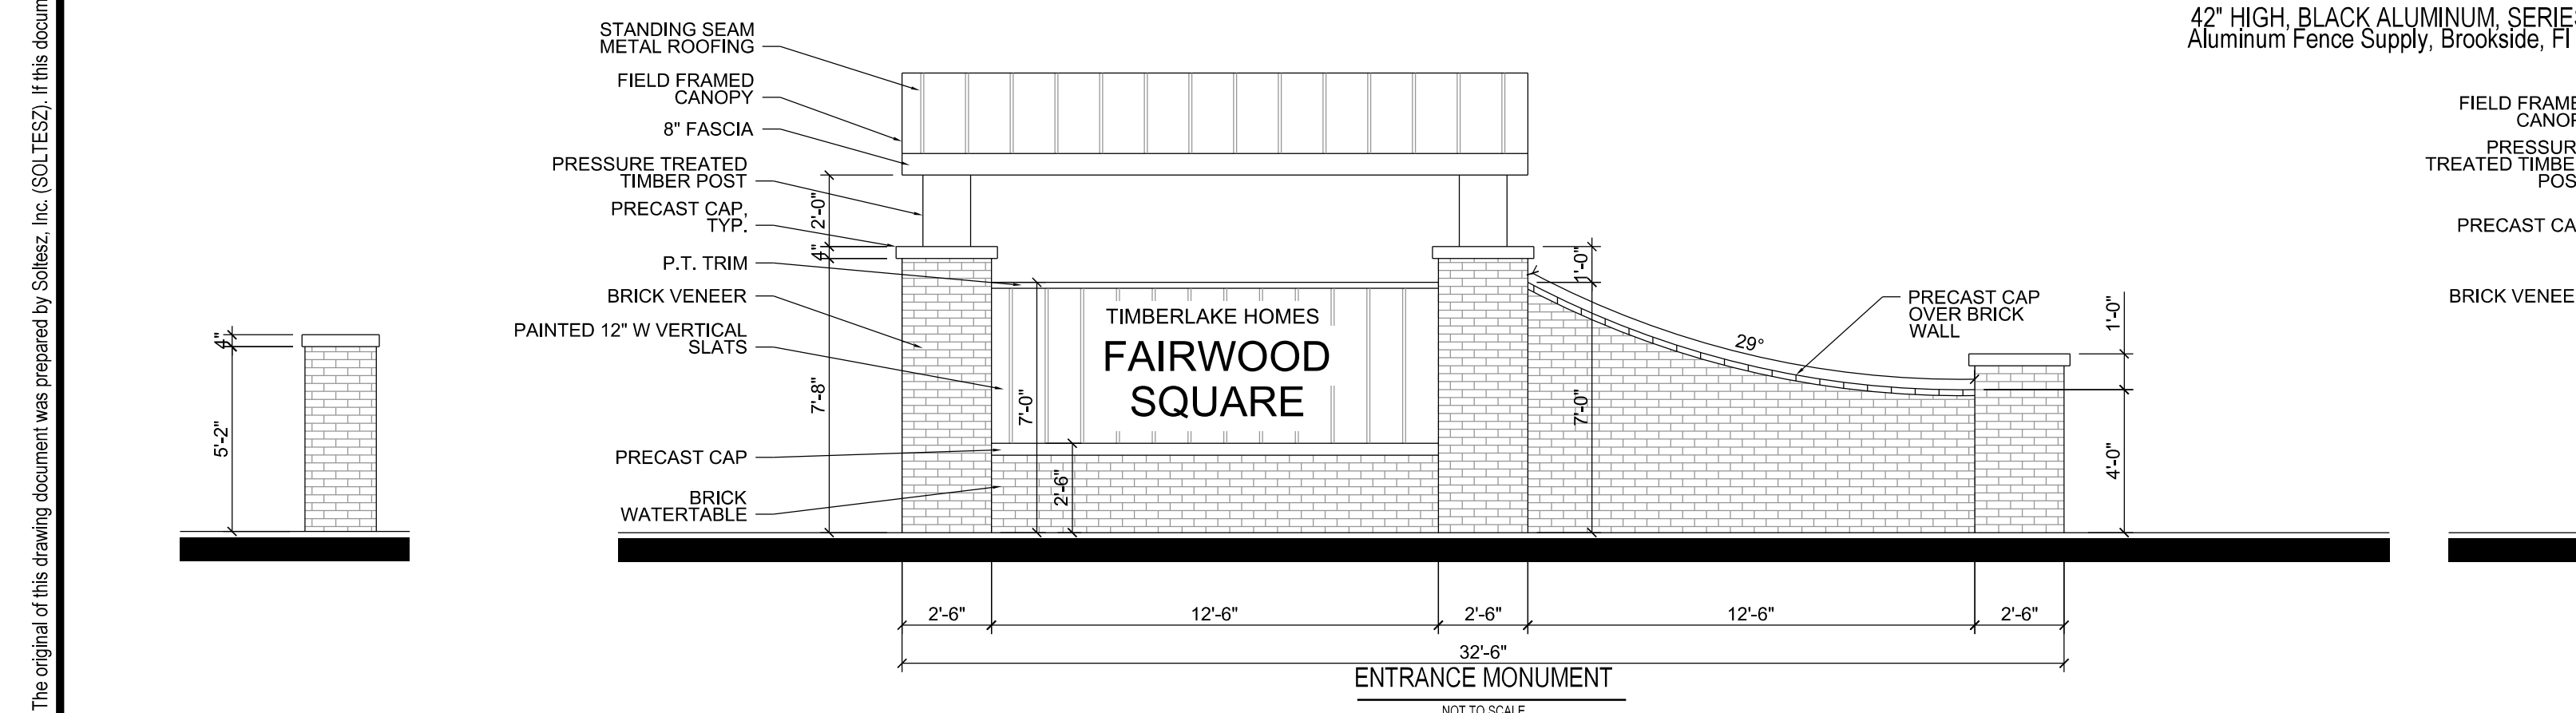 The original of this drawing document was prepared by Soltesz, Inc. (SOLTESZ). If this docum
4"
5'-2"
STANDING SEAM
METAL ROOFING
FIELD FRAMED
CANOPY
8" FASCIA
PRESSURE TREATED
TIMBER POST
PRECAST CAP,
TYP.
P.T. TRIM
BRICK VENEER
PAINTED 12" W VERTICAL
SLATS
PRECAST CAP
BRICK
WATERTABLE
2'-0"
4"
7'-8"
7'-0"
2'-6"
TIMBERLAKE HOMES
FAIRWOOD
SQUARE
1'-0"
7'-0"
29°
PRECAST CAP
OVER BRICK
WALL
1'-0"
4'-0"
2'-6"
12'-6"
2'-6"
12'-6"
2'-6"
32'-6"
ENTRANCE MONUMENT
NOT TO SCALE
42" HIGH, BLACK ALUMINUM, SERIES
Aluminum Fence Supply, Brookside, Fl
FIELD FRAME
CANOP
PRESSUR
TREATED TIMBE
POS
PRECAST CA
BRICK VENEE